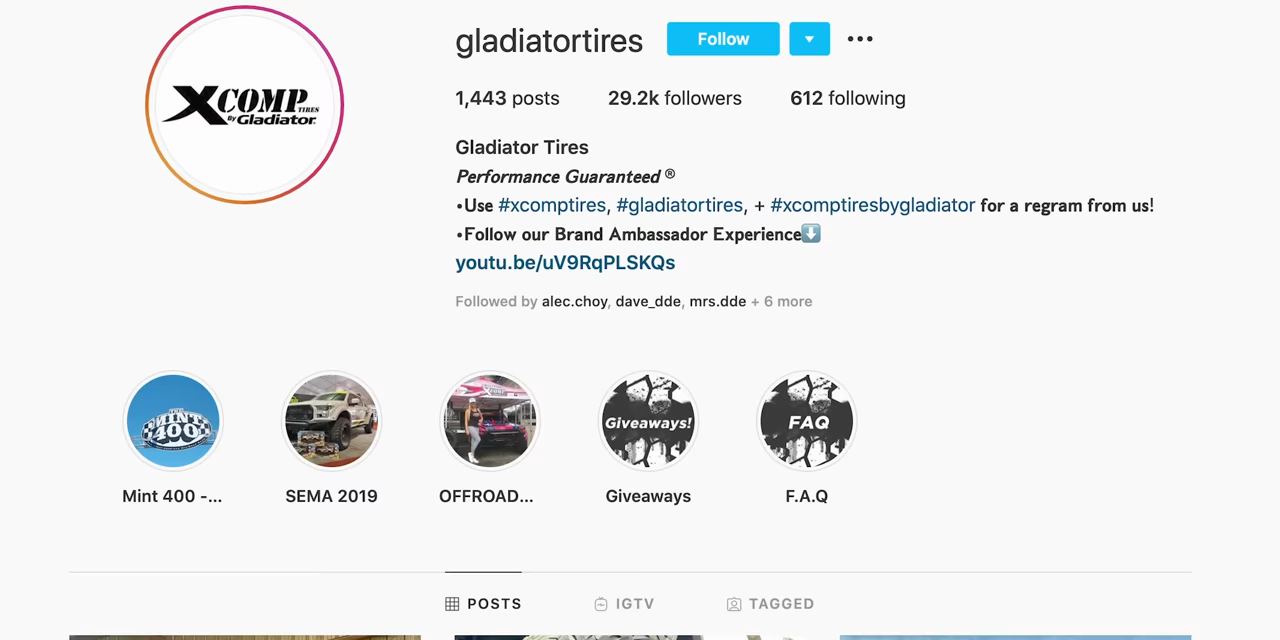 XCOMP TIRES
By Gladiator
gladiatortires Follow
1,443 posts 29.2k followers 612 following
Gladiator Tires
Performance Guaranteed ®
•Use #xcomptires, #gladiatortires, + #xcomptiresbygladiator for a regram from us!
•Follow our Brand Ambassador Experience⬇️
youtu.be/uV9RqPLSKQs
Followed by alec.choy, dave_dde, mrs.dde + 6 more
THE MINT 400
Giveaways!
FAQ
Mint 400 -... SEMA 2019 OFFROAD... Giveaways F.A.Q
POSTS IGTV TAGGED